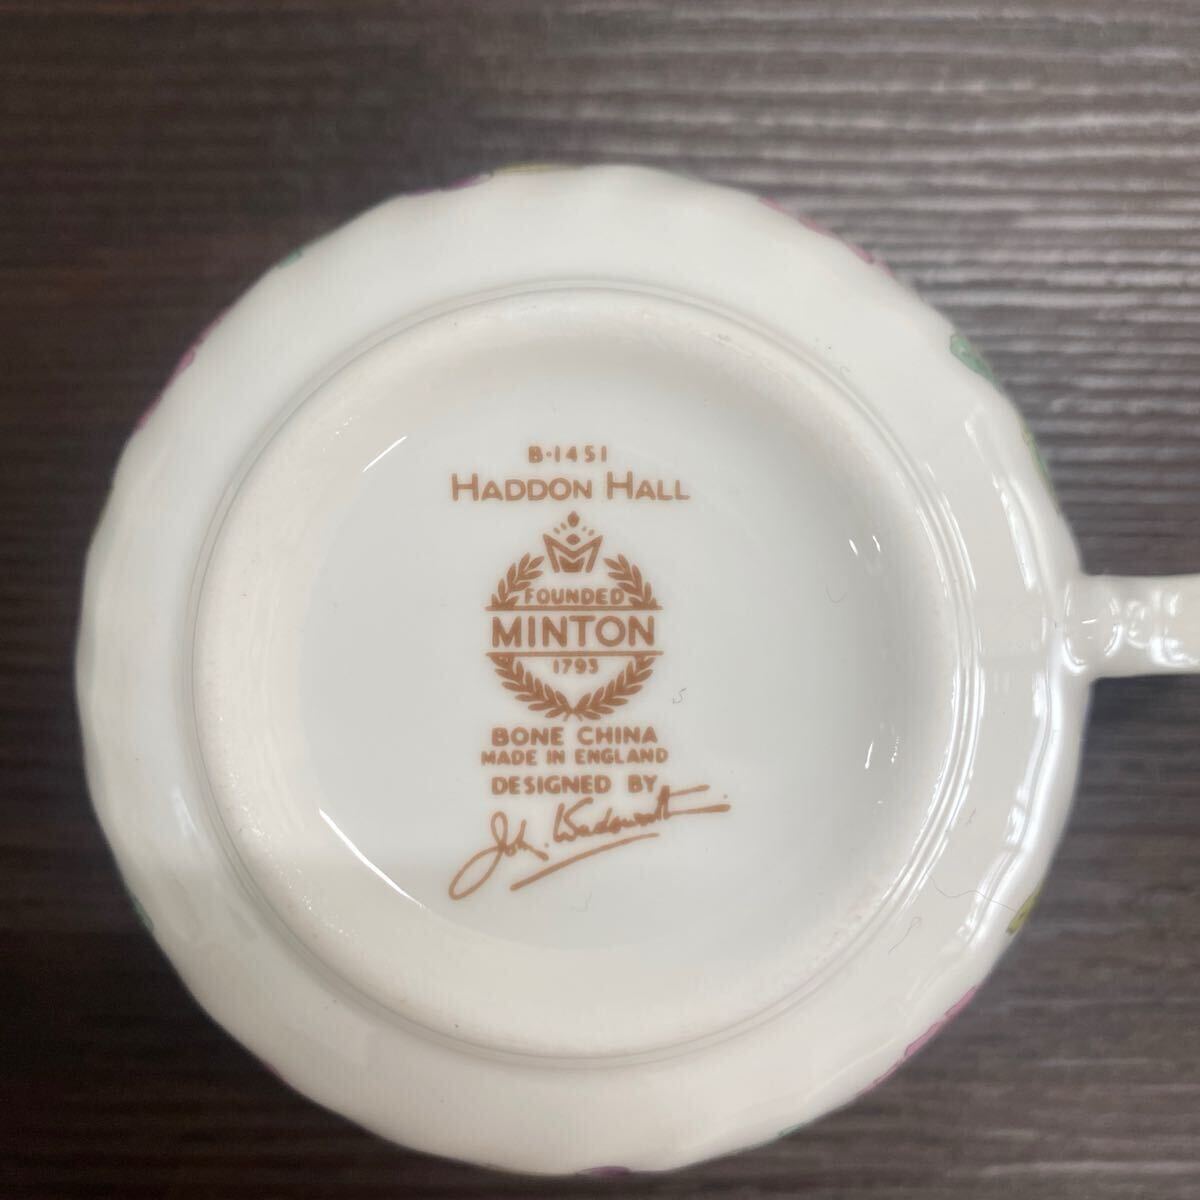 B·1451
HADDON HALL
FOUNDED
MINTON
1793
BONE CHINA
MADE IN ENGLAND
DESIGNED BY
John Wadsworth